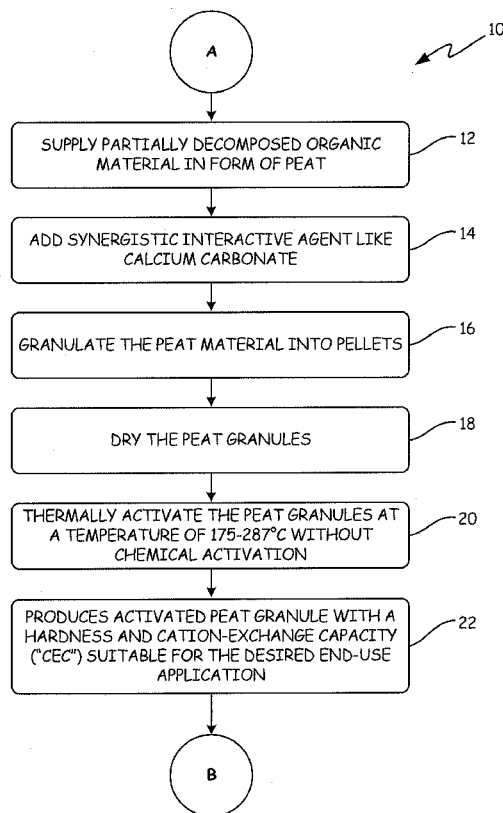 A
10
SUPPLY PARTIALLY DECOMPOSED ORGANIC
MATERIAL IN FORM OF PEAT
12
ADD SYNERGISTIC INTERACTIVE AGENT LIKE
CALCIUM CARBONATE
14
GRANULATE THE PEAT MATERIAL INTO PELLETS
16
DRY THE PEAT GRANULES
18
THERMALLY ACTIVATE THE PEAT GRANULES AT
A TEMPERATURE OF 175-287°C WITHOUT
CHEMICAL ACTIVATION
20
PRODUCES ACTIVATED PEAT GRANULE WITH A
HARDNESS AND CATION-EXCHANGE CAPACITY
("CEC") SUITABLE FOR THE DESIRED END-USE
APPLICATION
22
B